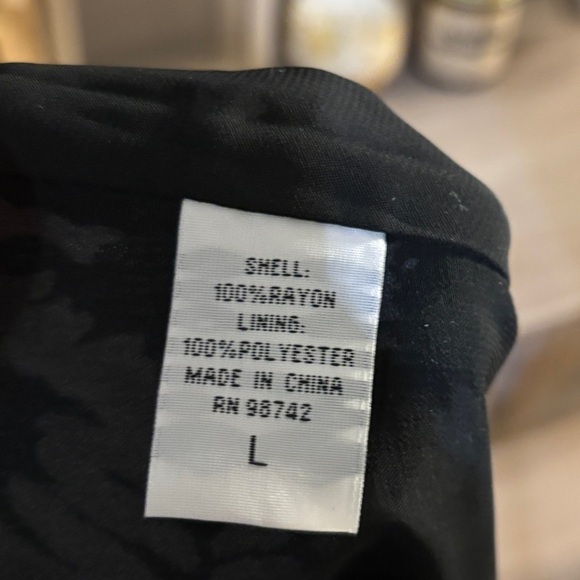 SHELL:
100%RAYON
LINING:
100%POLYESTER
MADE IN CHINA
RN 98742
L